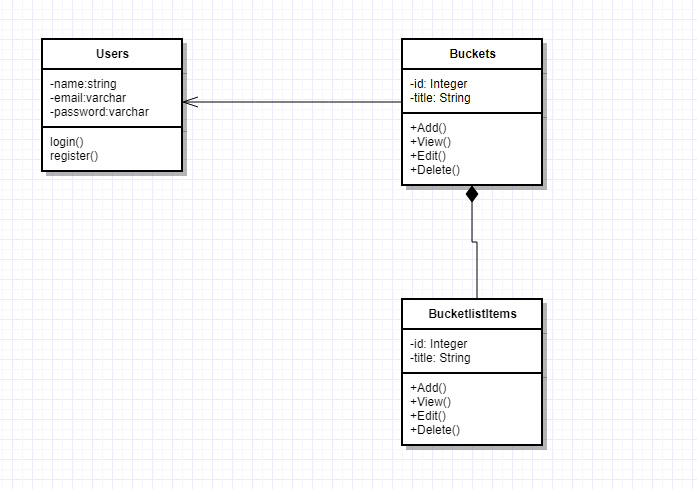 Users
-name:string
-email:varchar
-password:varchar
login()
register()
Buckets
-id: Integer
-title: String
+Add()
+View()
+Edit()
+Delete()
BucketlistItems
-id: Integer
-title: String
+Add()
+View()
+Edit()
+Delete()